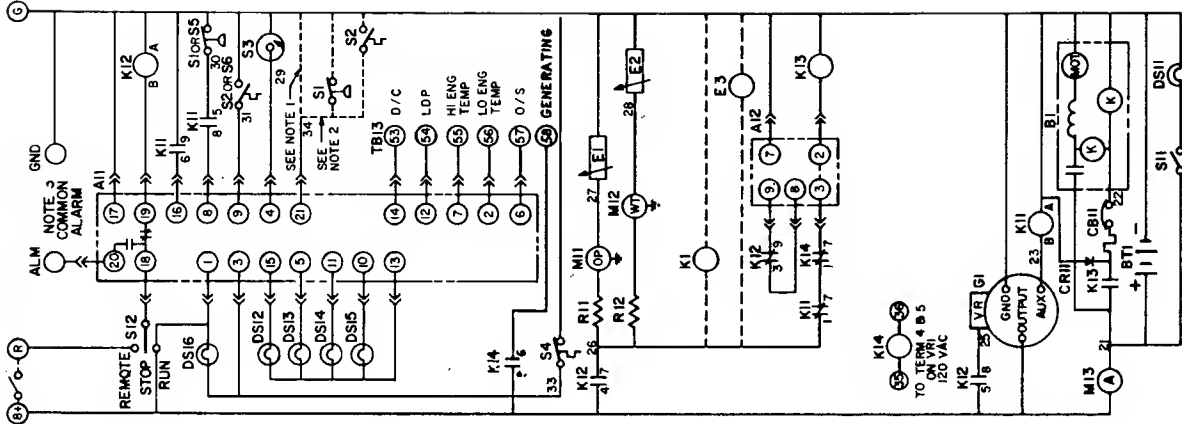 G
GND
NOTE 3
COMMON
ALARM
ALM
R
B+
A11
K12
A
B
K11
9
6
S1 OR S5
30
K11
5
8
S2 OR S6
31
S3
29
SEE NOTE 1
34
S1
SEE
NOTE 2
S2
TB13
53 D/C
54 LDP
55 HI ENG
TEMP
56 LO ENG
TEMP
57 O/S
58 GENERATING
17
19
16
8
9
4
21
14
12
7
2
6
20
18
1
3
15
5
11
10
13
REMOTE
STOP
RUN
S12
DS16
DS12
DS13
DS14
DS15
K14
6
S4
33
K12
7
4
26
R11
M11
OP
27
E1
R12
M12
WT
28
E2
K1
E3
K13
A12
7
2
9
8
3
K12
9
3
K14
7
1
K11
7
1
35
K14
36
TO TERM 4 & 5
ON VR1
120 VAC
K12
8
5
25
VR
G1
GND
OUTPUT
AUX
23
K11
A
B
CR11
K13
CB11
22
B1
MOT
K
K
21
M13
A
BT1
+
-
S11
DS11